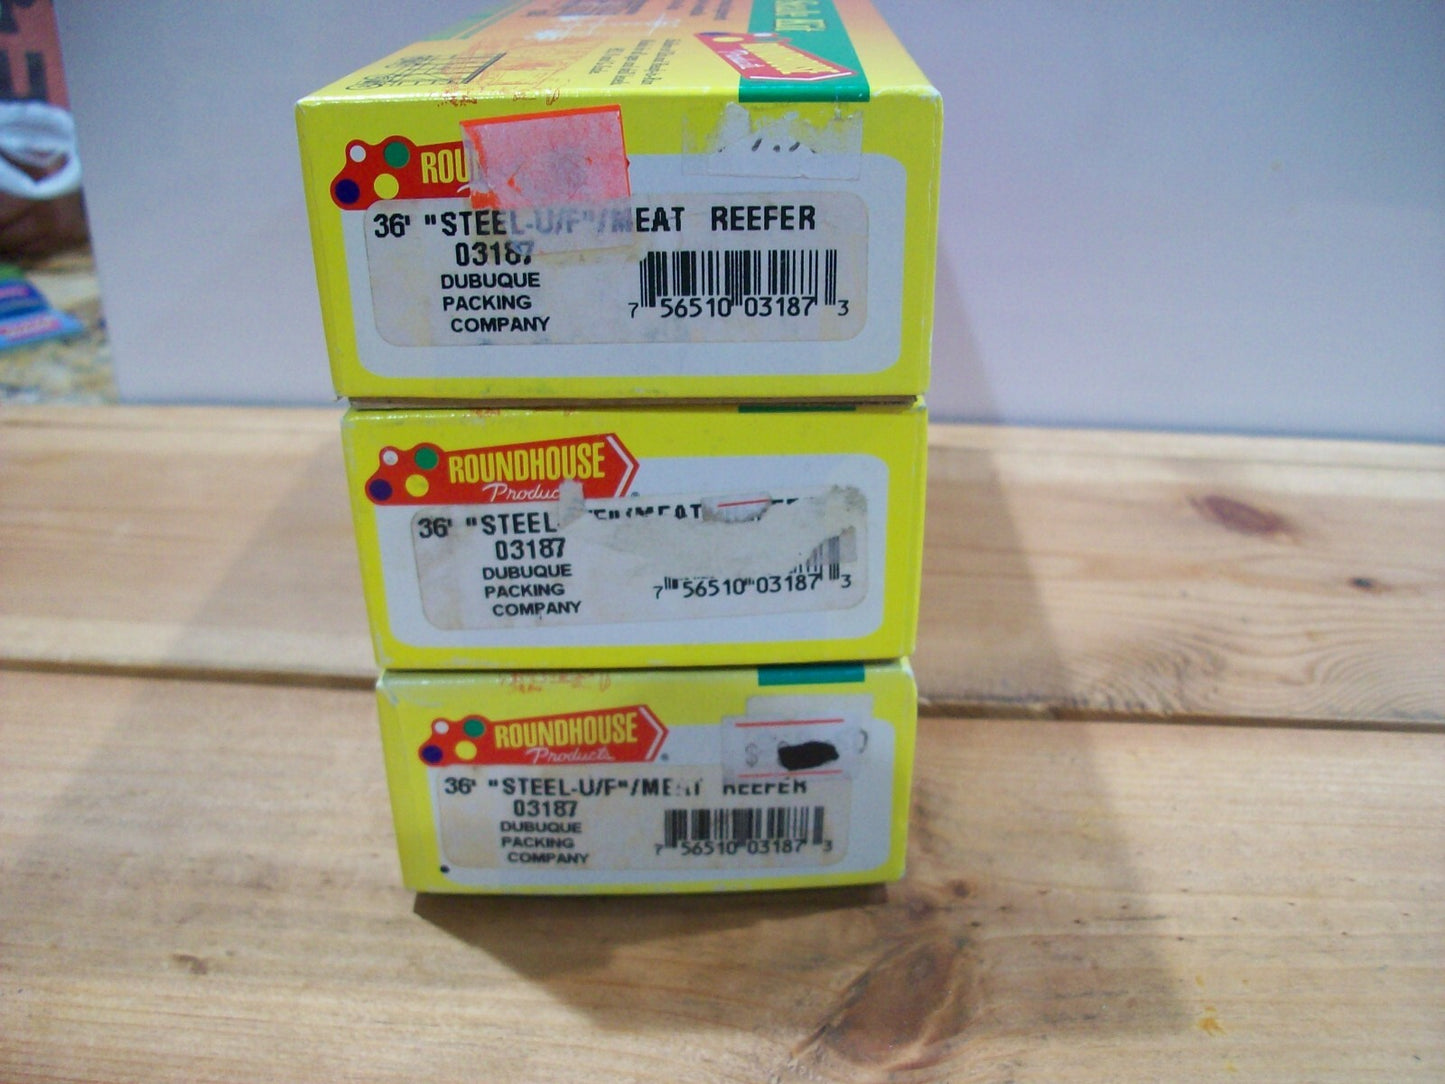 ROUNDHOUSE
Products
36' "STEEL-U/F"/MEAT REEFER
03187
DUBUQUE
PACKING
COMPANY
7 56510 03187 3
ROUNDHOUSE
Products
36' "STEEL
03187
DUBUQUE
PACKING
COMPANY
7 56510 03187 3
ROUNDHOUSE
Products
$
36' "STEEL-U/F"/MEAT REEFER
03187
DUBUQUE
PACKING
COMPANY
7 56510 03187 3